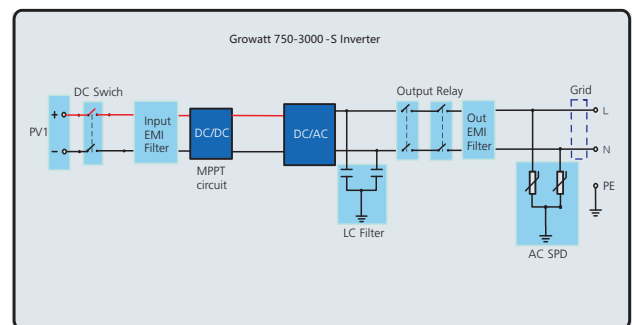 Growatt 750-3000 -S Inverter
DC Swich
Output Relay
Grid
+
PV1
-
Input
EMI
Filter
DC/DC
MPPT
circuit
DC/AC
LC Filter
Out
EMI
Filter
L
N
PE
AC SPD